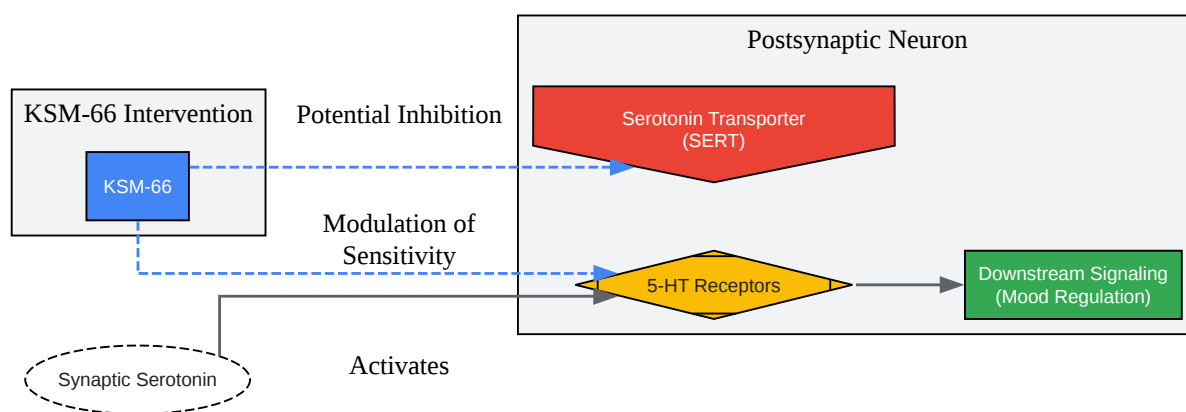 Postsynaptic Neuron
KSM-66 Intervention
Potential Inhibition
Serotonin Transporter
(SERT)
KSM-66
Modulation of
Sensitivity
5-HT Receptors
Downstream Signaling
(Mood Regulation)
Activates
Synaptic Serotonin